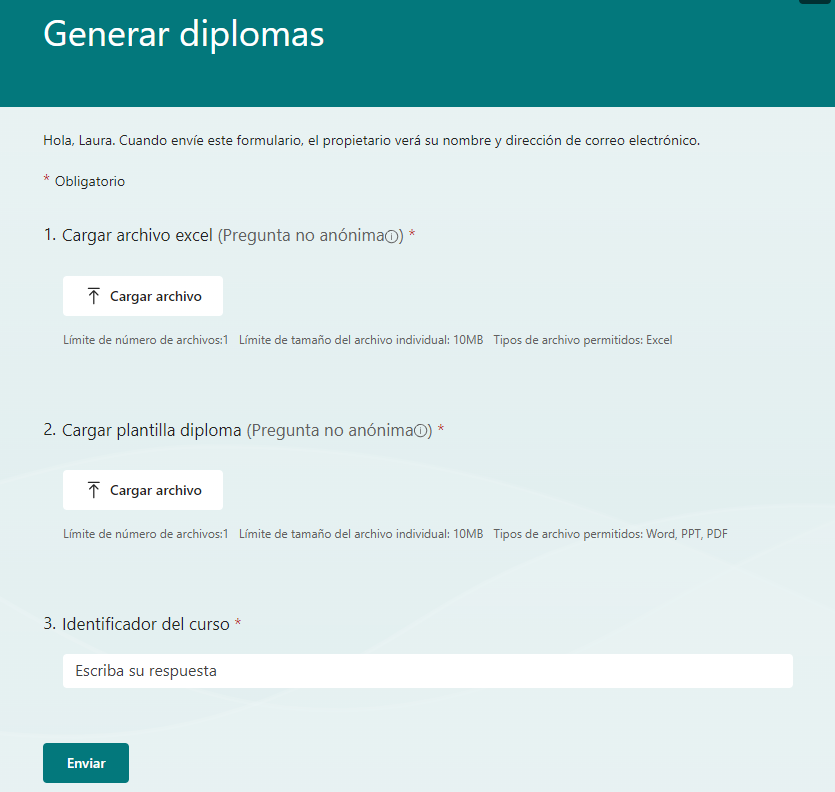 Generar diplomas
Hola, Laura. Cuando envíe este formulario, el propietario verá su nombre y dirección de correo electrónico.
* Obligatorio
1. Cargar archivo excel (Pregunta no anónima) *
Cargar archivo
Límite de número de archivos:1 Límite de tamaño del archivo individual: 10MB Tipos de archivo permitidos: Excel
2. Cargar plantilla diploma (Pregunta no anónima) *
Cargar archivo
Límite de número de archivos:1 Límite de tamaño del archivo individual: 10MB Tipos de archivo permitidos: Word, PPT, PDF
3. Identificador del curso *
Escriba su respuesta
Enviar